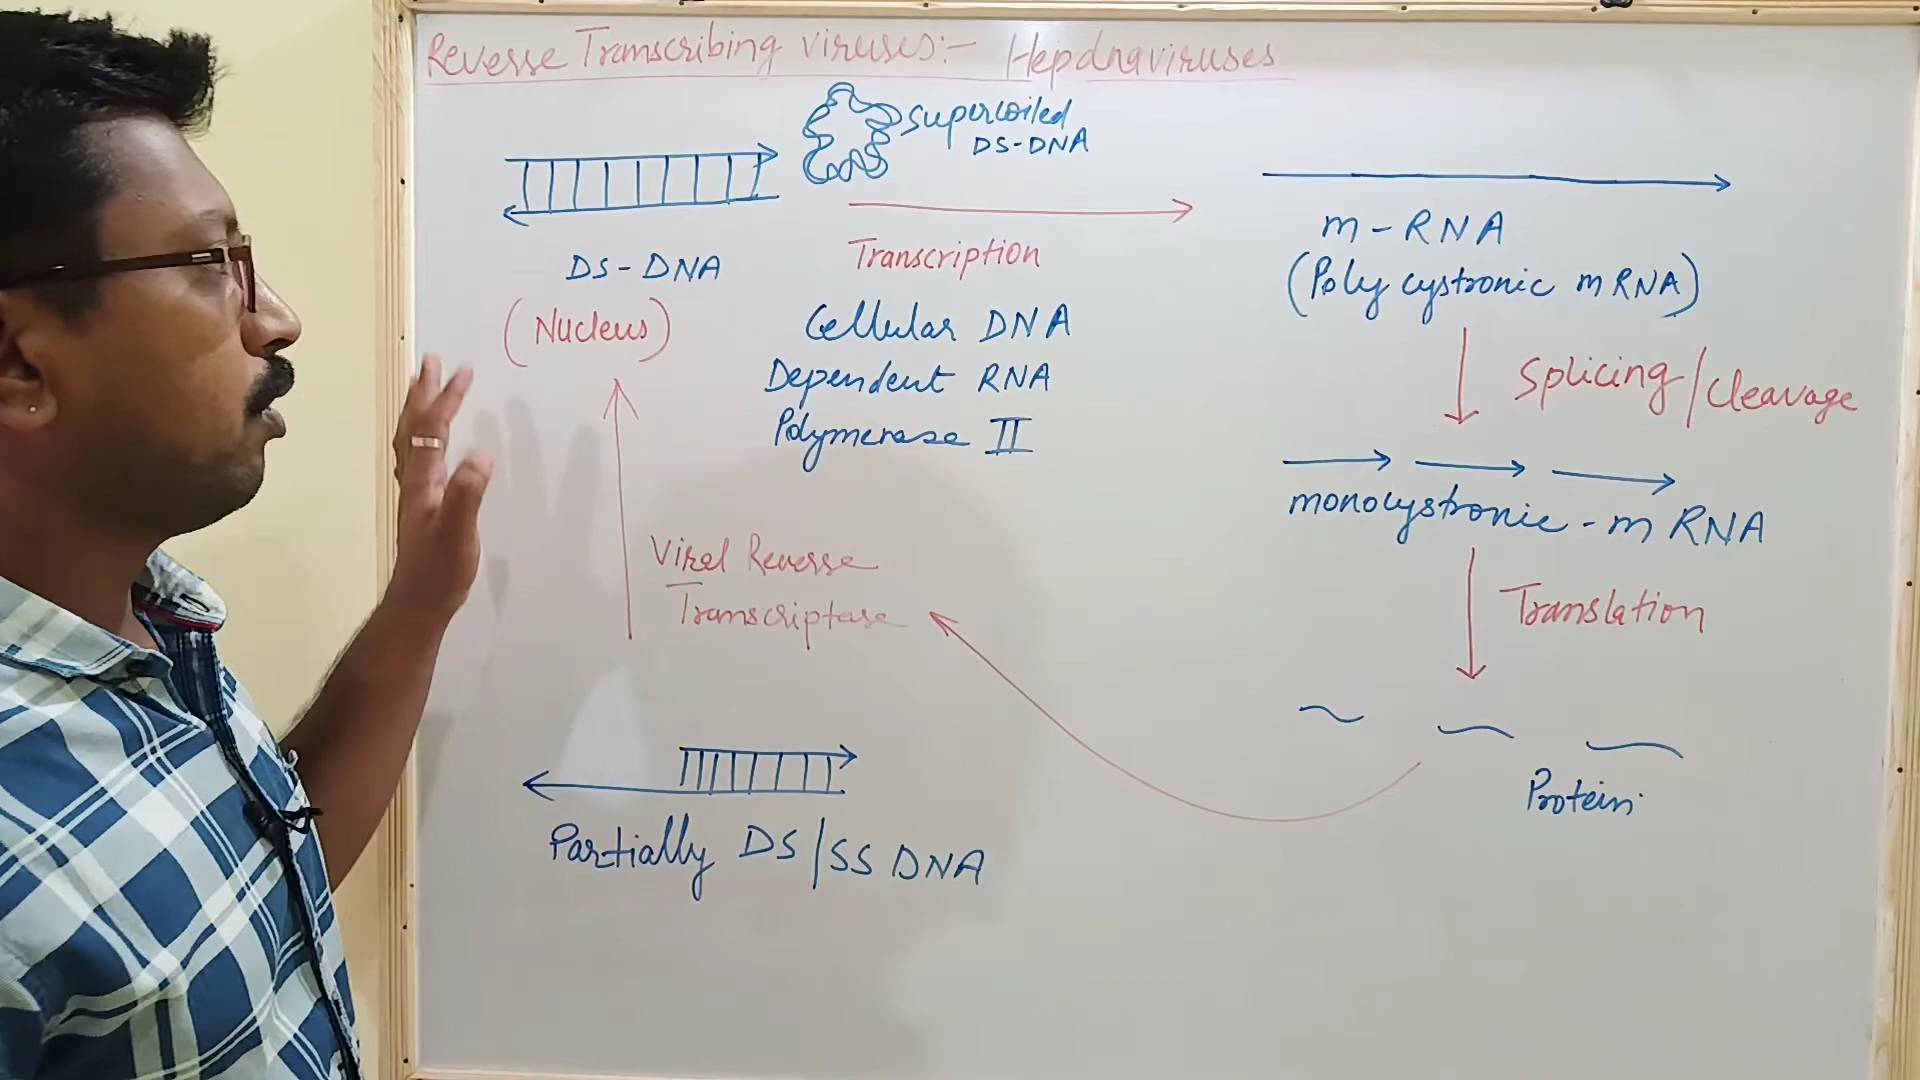 Reverse Transcribing viruses:- Hepdnaviruses
supercoiled
DS-DNA
DS-DNA
(Nucleus)
Transcription
Cellular DNA
Dependent RNA
Polymerase II
m-RNA
(Poly cystronic mRNA)
Splicing/cleavage
monocystronic-mRNA
Translation
Protein.
Viral Reverse
Transcriptase
Partially DS/SS DNA